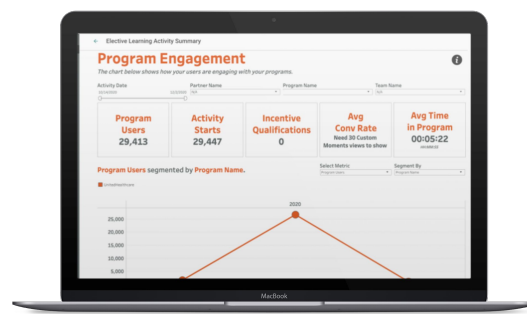 ← Elective Learning Activity Summary
Program Engagement
The chart below shows how your users are engaging with your programs.
Activity Date Partner Name Program Name Team Name
Program Users
29,413
Activity Starts
29,447
Incentive Qualifications
0
Avg Conv Rate
Need 30 Custom Moments views to show
Avg Time in Program
00:05:22
Program Users segmented by Program Name.
Select Metric Segment By
Program Users Program Name
2020
25,000
20,000
15,000
10,000
5,000
MacBook